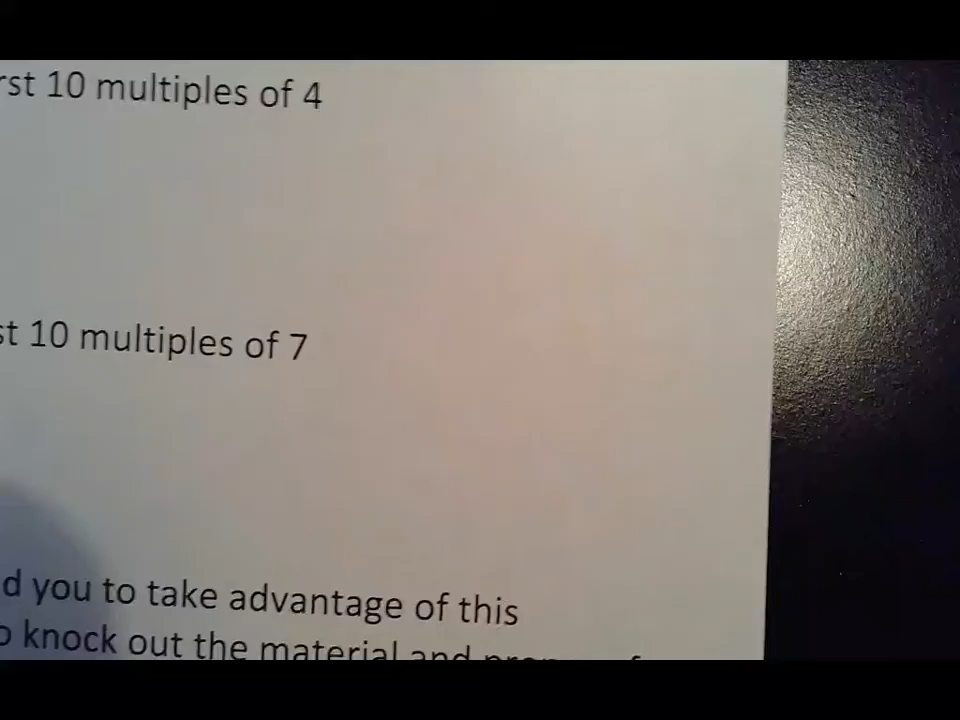 rst 10 multiples of 4
st 10 multiples of 7
d you to take advantage of this
knock out the material and